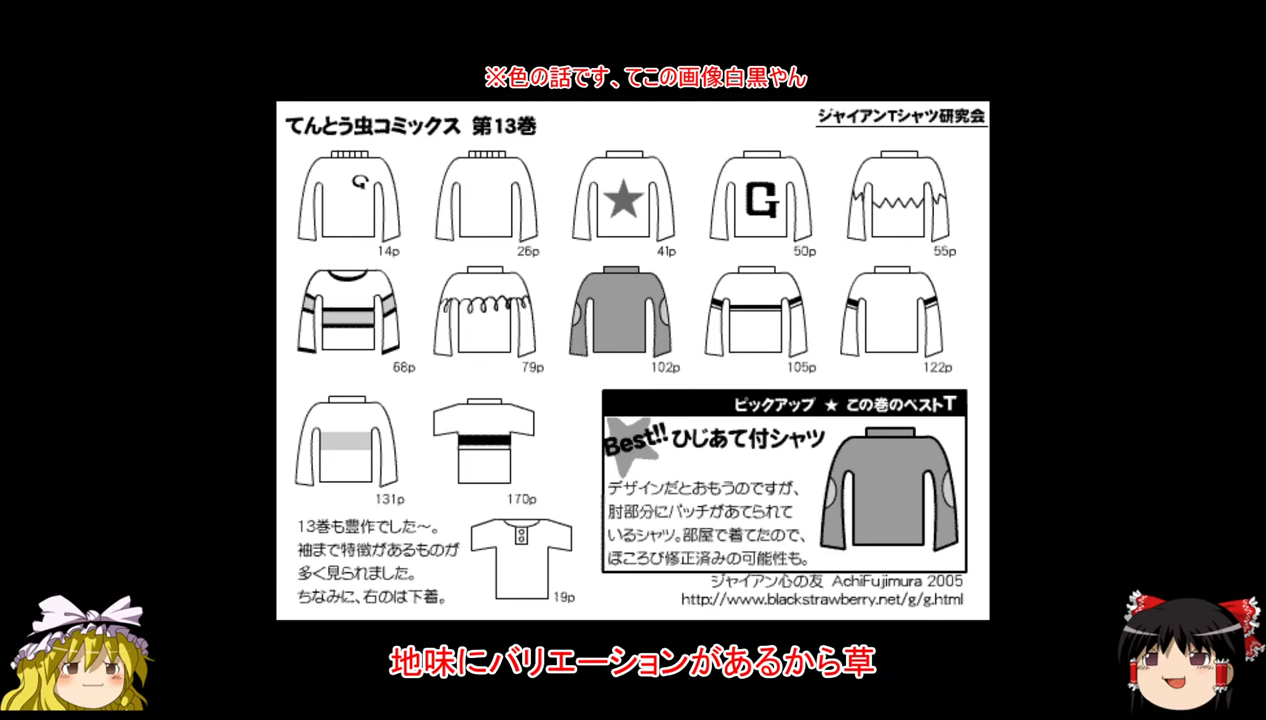 ※色の話です、てこの画像白黒やん
てんとう虫コミックス 第13巻
ジャイアンTシャツ研究会
G
G
14p
26p
41p
50p
55p
68p
79p
102p
105p
122p
131p
170p
ピックアップ ★ この巻のベストT
Best!! ひじあて付シャツ
デザインだとおもうのですが、
肘部分にパッチがあてられて
いるシャツ。部屋で着てたので、
ほころび修正済みの可能性も。
13巻も豊作でした〜。
袖まで特徴があるものが
多く見られました。
ちなみに、右のは下着。
19p
ジャイアン心の友 AchiFujimura 2005
http://www.blackstrawberry.net/g/g.html
地味にバリエーションがあるから草